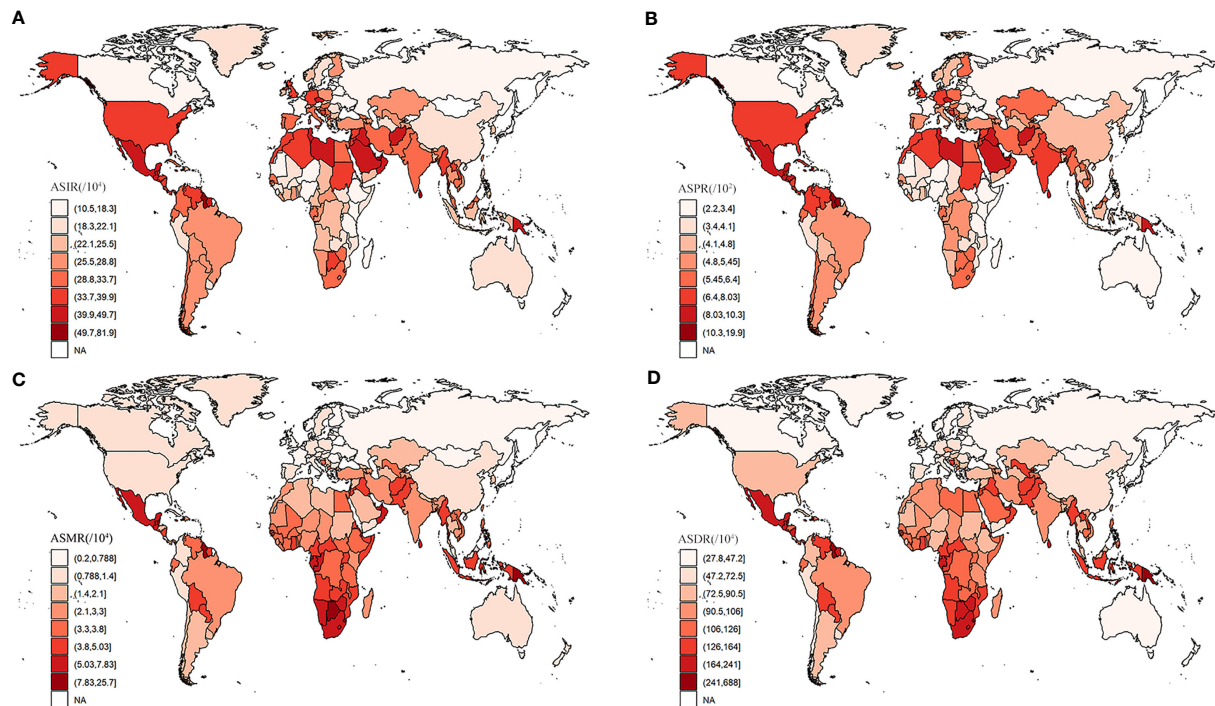 A
ASIR(/10⁴)
(10.5,18.3]
(18.3,22.1]
(22.1,25.5]
(25.5,28.8]
(28.8,33.7]
(33.7,39.9]
(39.9,49.7]
(49.7,81.9]
NA
B
ASPR(/10²)
(2.2,3.4]
(3.4,4.1]
(4.1,4.8]
(4.8,5.45]
(5.45,6.4]
(6.4,8.03]
(8.03,10.3]
(10.3,19.9]
NA
C
ASMR(/10⁴)
(0.2,0.788]
(0.788,1.4]
(1.4,2.1]
(2.1,3.3]
(3.3,3.8]
(3.8,5.03]
(5.03,7.83]
(7.83,25.7]
NA
D
ASDR(/10⁴)
(27.8,47.2]
(47.2,72.5]
(72.5,90.5]
(90.5,106]
(106,126]
(126,164]
(164,241]
(241,688]
NA